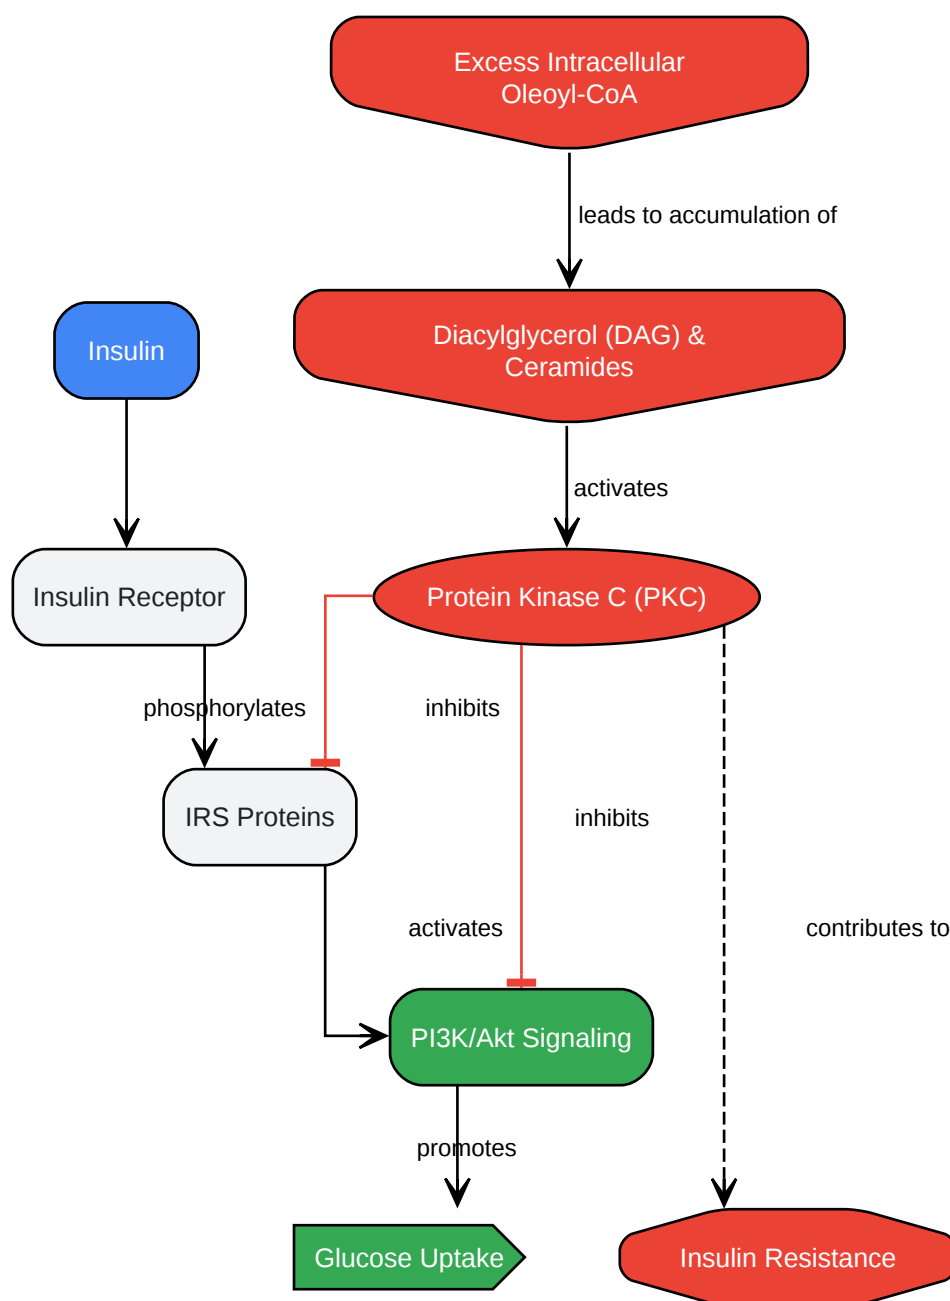 Excess Intracellular
Oleoyl-CoA
leads to accumulation of
Diacylglycerol (DAG) &
Ceramides
Insulin
activates
Insulin Receptor
Protein Kinase C (PKC)
phosphorylates
inhibits
IRS Proteins
inhibits
activates
contributes to
PI3K/Akt Signaling
promotes
Glucose Uptake
Insulin Resistance